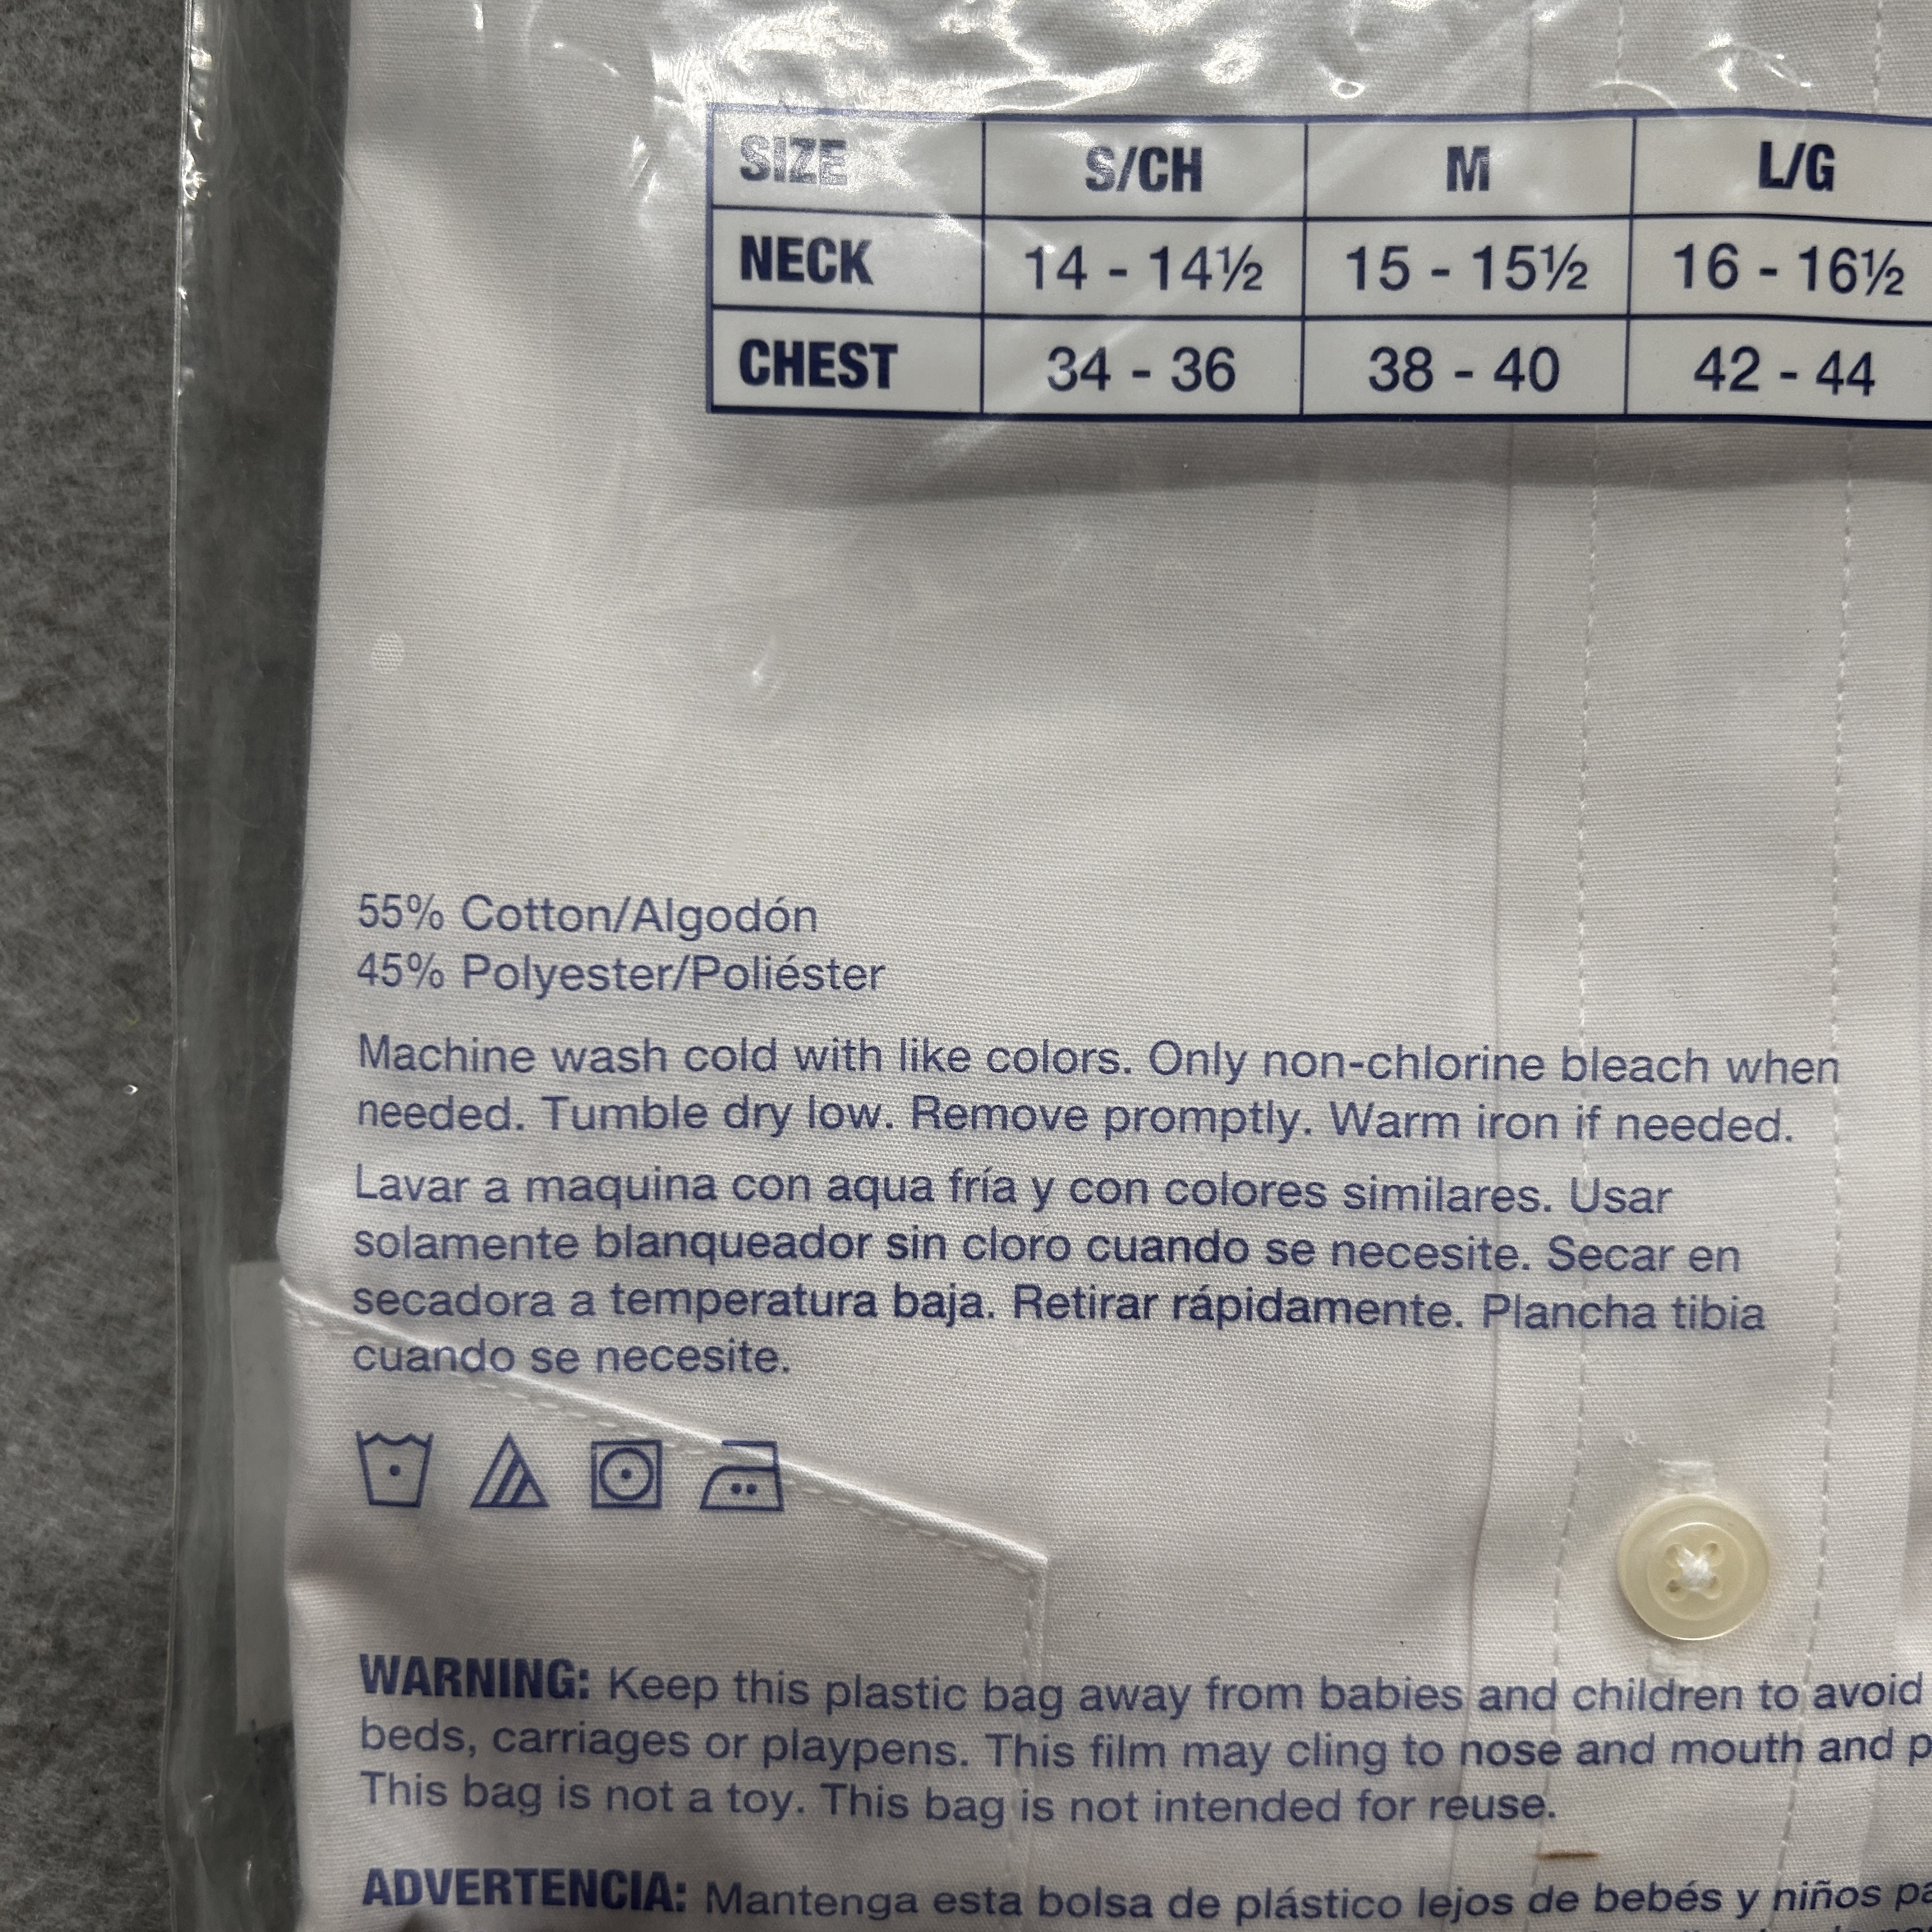 SIZE S/CH M L/G
NECK 14 - 14½ 15 - 15½ 16 - 16½
CHEST 34 - 36 38 - 40 42 - 44
55% Cotton/Algodón
45% Polyester/Poliéster
Machine wash cold with like colors. Only non-chlorine bleach when
needed. Tumble dry low. Remove promptly. Warm iron if needed.
Lavar a maquina con aqua fría y con colores similares. Usar
solamente blanqueador sin cloro cuando se necesite. Secar en
secadora a temperatura baja. Retirar rápidamente. Plancha tibia
cuando se necesite.
WARNING: Keep this plastic bag away from babies and children to avoid
beds, carriages or playpens. This film may cling to nose and mouth and
This bag is not a toy. This bag is not intended for reuse.
ADVERTENCIA: Mantenga esta bolsa de plástico lejos de bebés y niños